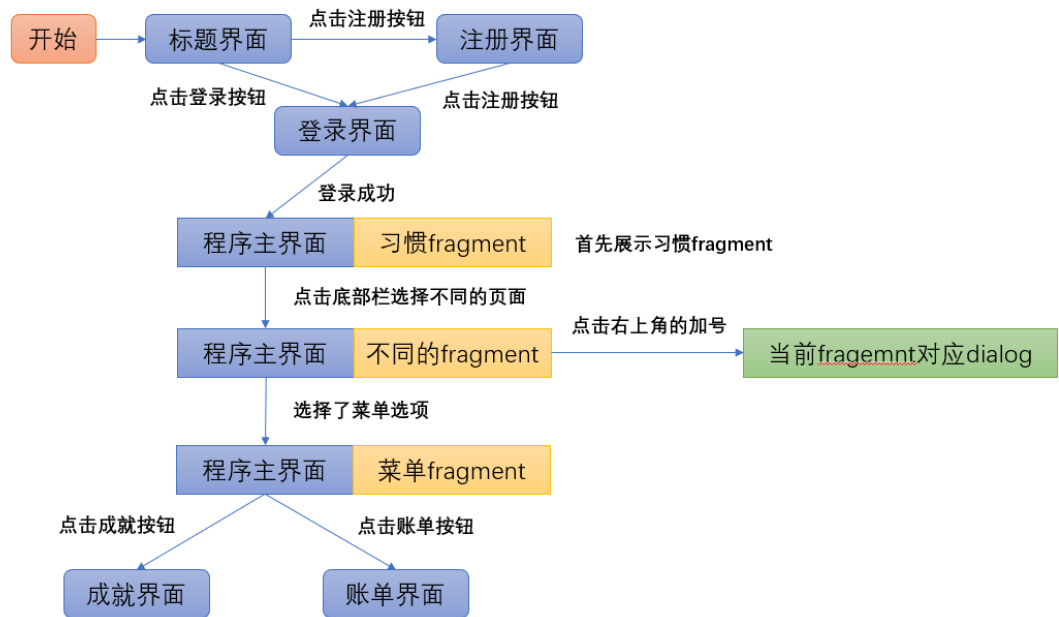 点击注册按钮
开始
标题界面
注册界面
点击登录按钮
点击注册按钮
登录界面
登录成功
程序主界面
习惯fragment
首先展示习惯fragment
点击底部栏选择不同的页面
点击右上角的加号
程序主界面
不同的fragment
当前fragemnt对应dialog
选择了菜单选项
程序主界面
菜单fragment
点击成就按钮
点击账单按钮
成就界面
账单界面